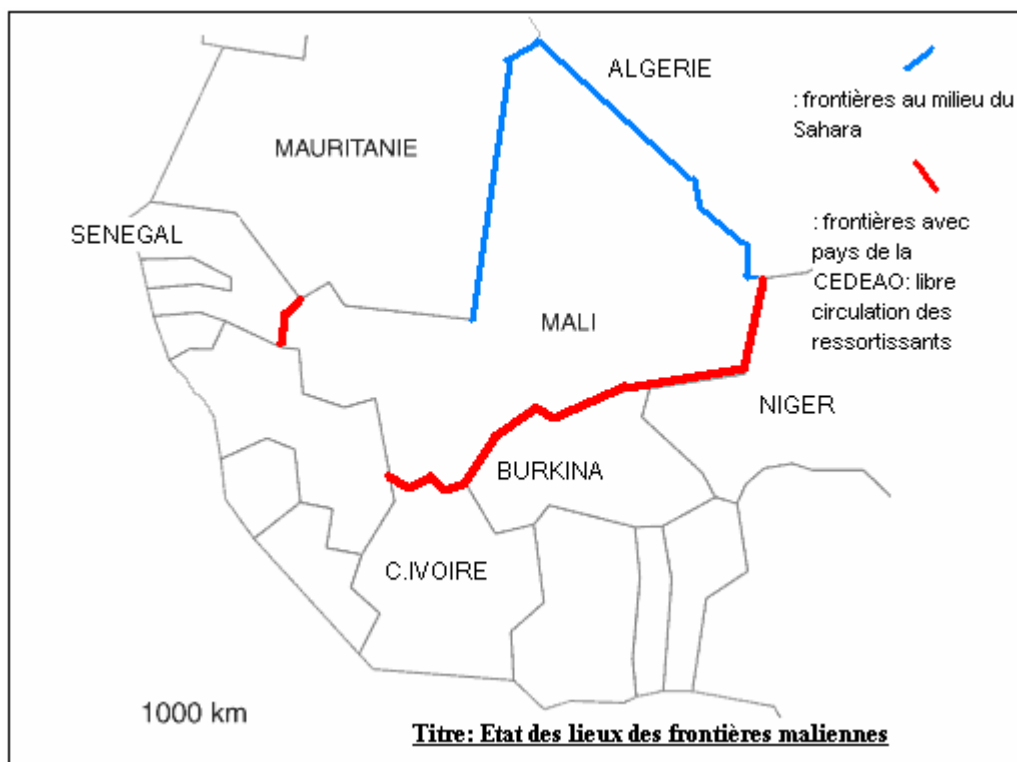 ALGERIE
: frontières au milieu du
Sahara
MAURITANIE
: frontières avec
pays de la
CEDEAO: libre
circulation des
ressortissants
SENEGAL
MALI
NIGER
BURKINA
C.IVOIRE
1000 km
Titre: Etat des lieux des frontières maliennes